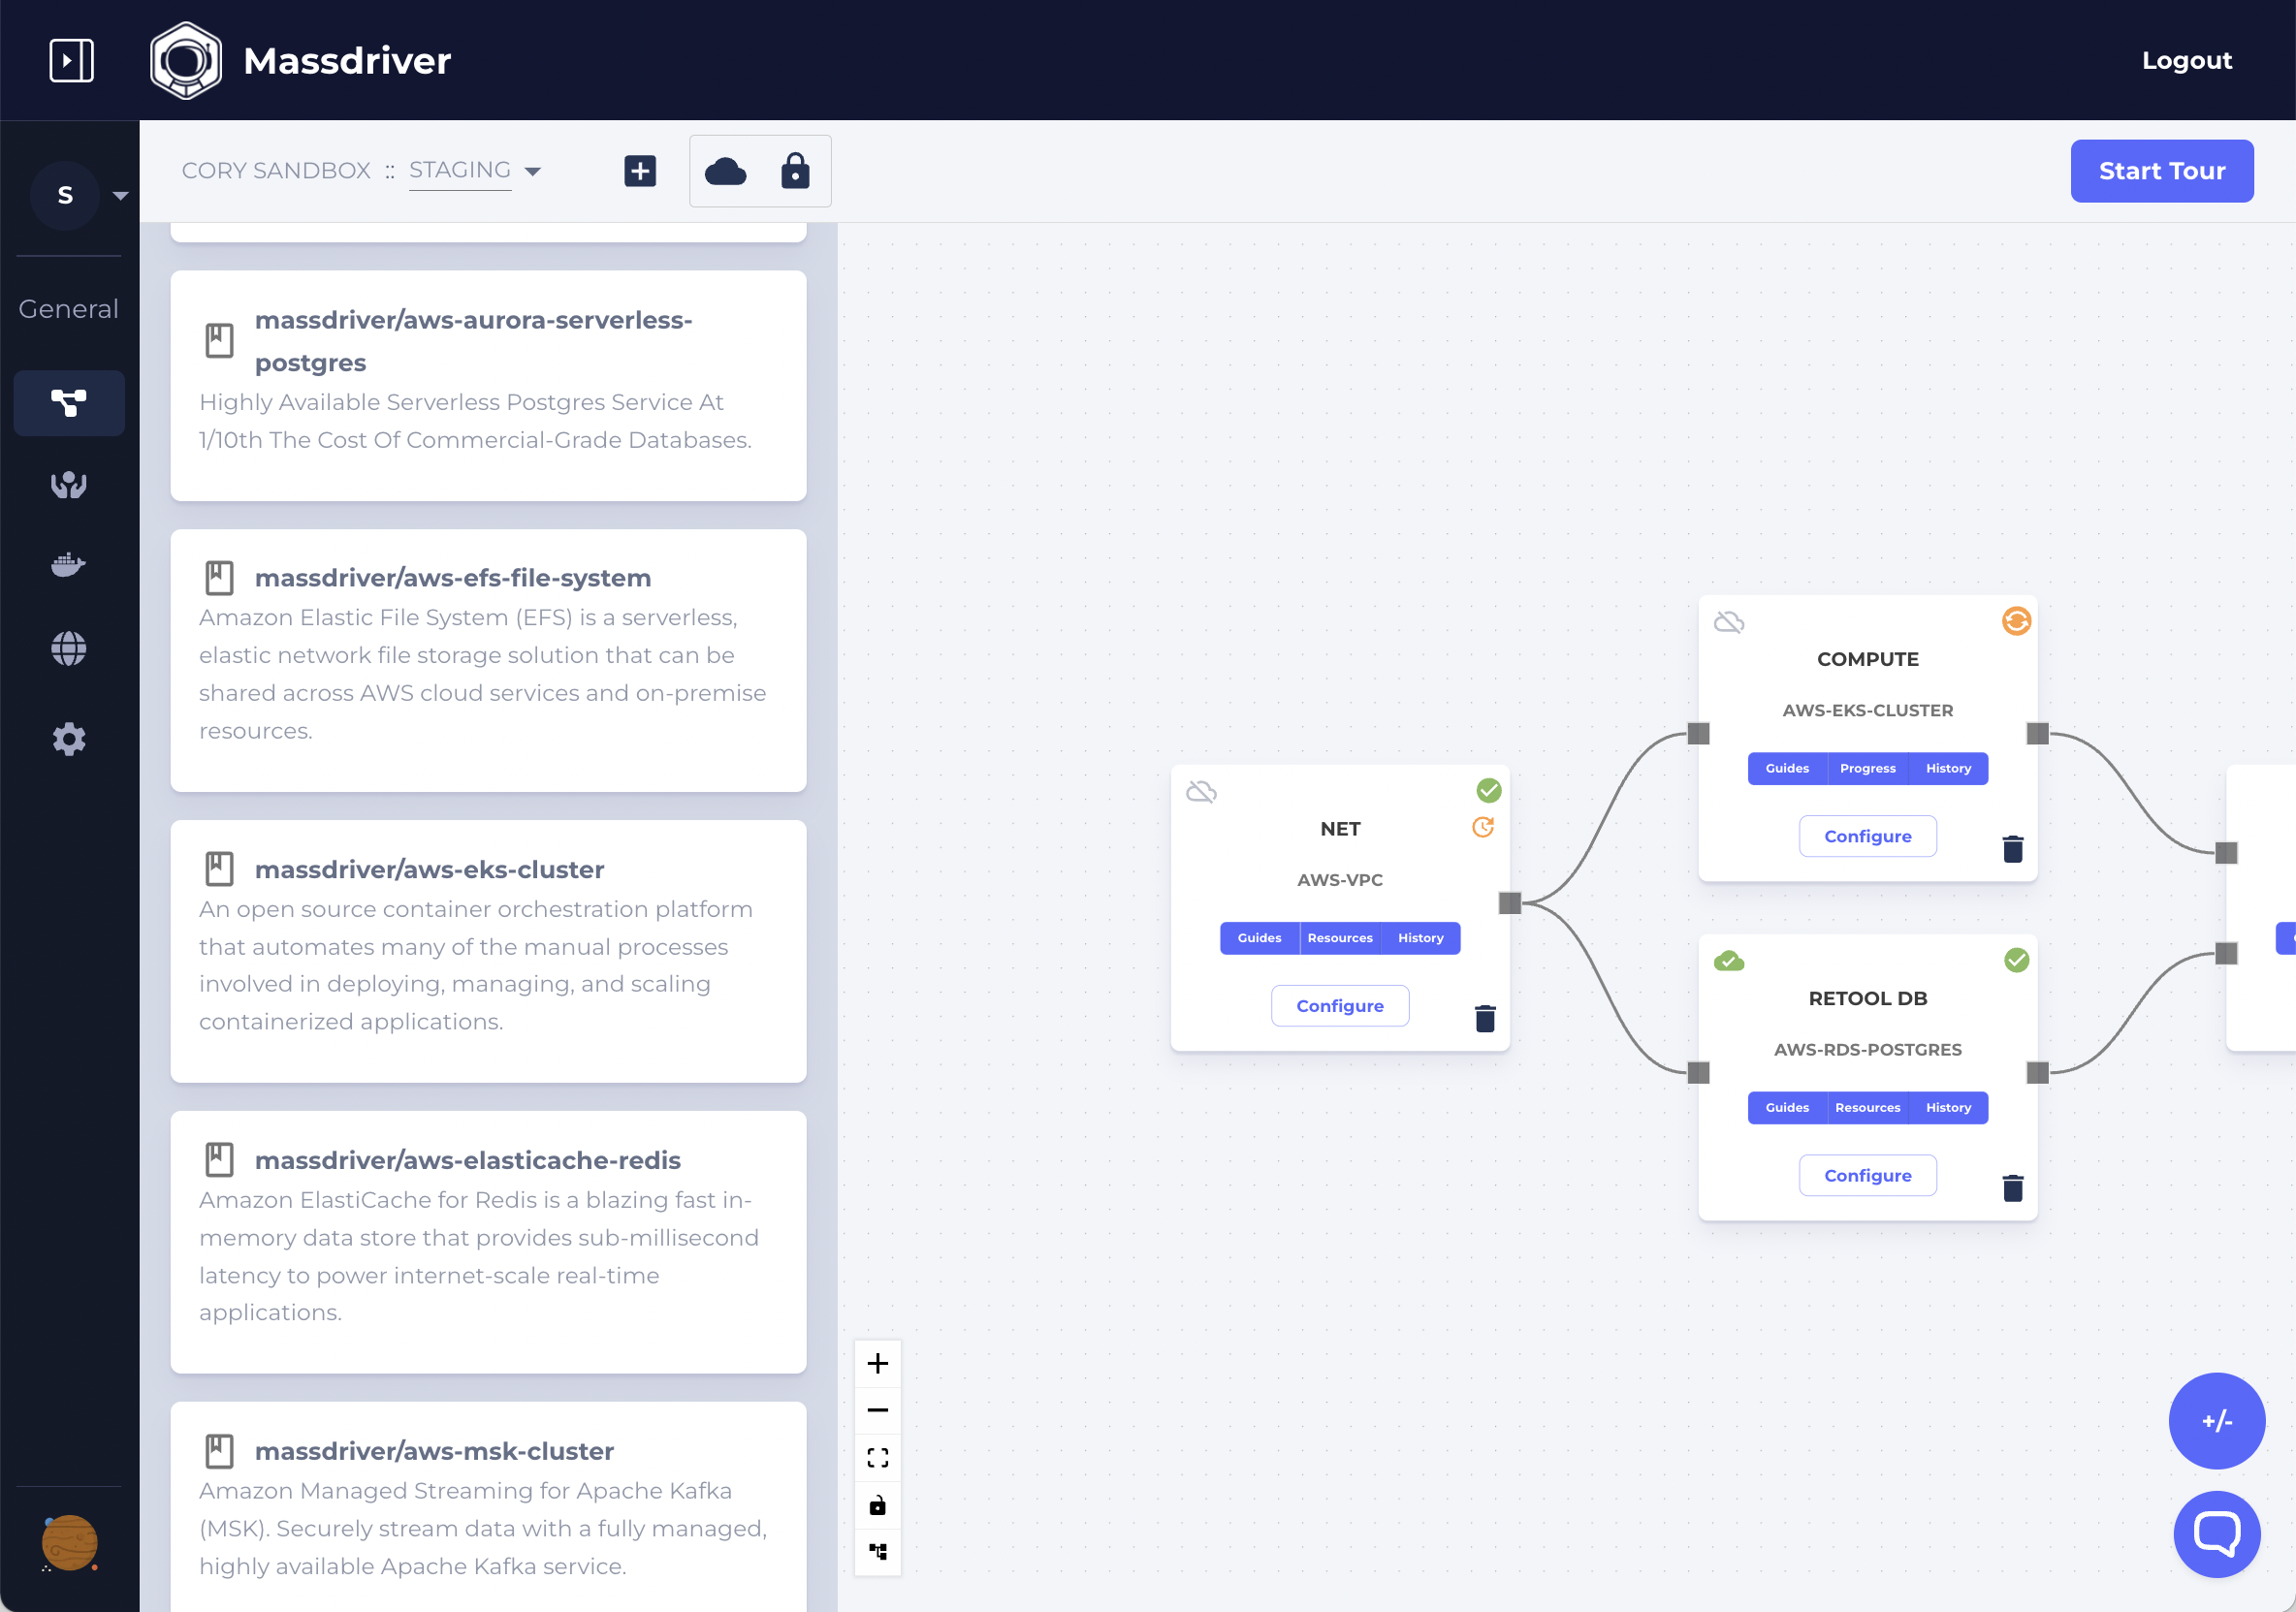 Massdriver
Logout
S
CORY SANDBOX :: STAGING
Start Tour
General
massdriver/aws-aurora-serverless-
postgres
Highly Available Serverless Postgres Service At
1/10th The Cost Of Commercial-Grade Databases.
massdriver/aws-efs-file-system
Amazon Elastic File System (EFS) is a serverless,
elastic network file storage solution that can be
shared across AWS cloud services and on-premise
resources.
massdriver/aws-eks-cluster
An open source container orchestration platform
that automates many of the manual processes
involved in deploying, managing, and scaling
containerized applications.
massdriver/aws-elasticache-redis
Amazon ElastiCache for Redis is a blazing fast in-
memory data store that provides sub-millisecond
latency to power internet-scale real-time
applications.
massdriver/aws-msk-cluster
Amazon Managed Streaming for Apache Kafka
(MSK). Securely stream data with a fully managed,
highly available Apache Kafka service.
NET
AWS-VPC
Guides Resources History
Configure
COMPUTE
AWS-EKS-CLUSTER
Guides Progress History
Configure
RETOOL DB
AWS-RDS-POSTGRES
Guides Resources History
Configure
+/-